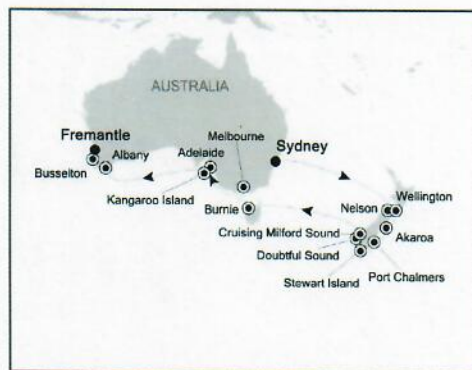 AUSTRALIA
Fremantle
Melbourne
Sydney
Albany
Adelaide
Busselton
Kangaroo Island
Burnie
Nelson
Wellington
Cruising Milford Sound
Akaroa
Doubtful Sound
Stewart Island
Port Chalmers